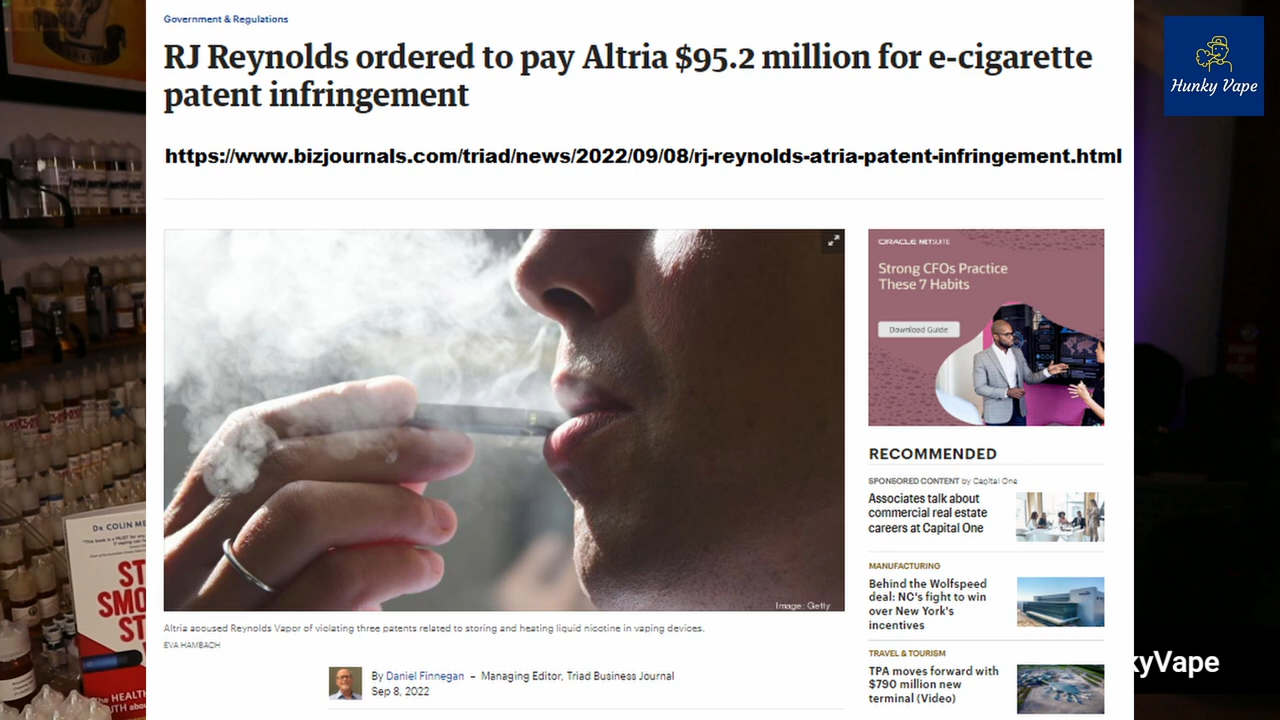 Government & Regulations
RJ Reynolds ordered to pay Altria $95.2 million for e-cigarette
patent infringement
https://www.bizjournals.com/triad/news/2022/09/08/rj-reynolds-atria-patent-infringement.html
Hunky Vape
ORACLE NETSUITE
Strong CFOs Practice
These 7 Habits
Download Guide
Image: Getty
Altria accused Reynolds Vapor of violating three patents related to storing and heating liquid nicotine in vaping devices.
EVA HAMBACH
By Daniel Finnegan – Managing Editor, Triad Business Journal
Sep 8, 2022
RECOMMENDED
SPONSORED CONTENT by Capital One
Associates talk about
commercial real estate
careers at Capital One
MANUFACTURING
Behind the Wolfspeed
deal: NC's fight to win
over New York's
incentives
TRAVEL & TOURISM
TPA moves forward with
$790 million new
terminal (Video)
kyVape
DR COLIN ME
ST
SMO
ST
The HEALTH
UTH abou